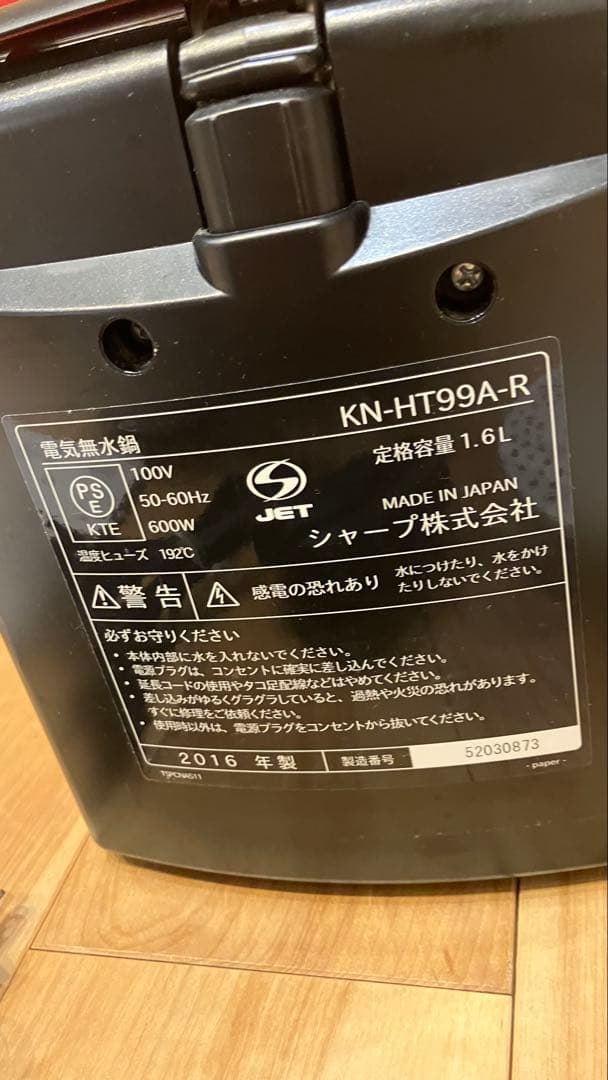 KN-HT99A-R
電気無水鍋
定格容量 1.6L
PS
E
KTE
100V
50-60Hz
600W
JET
MADE IN JAPAN
シャープ株式会社
温度ヒューズ 192℃
警告
感電の恐れあり
水につけたり、水をかけ
たりしないでください。
必ずお守りください
• 本体内部に水を入れないでください。
• 電源プラグは、コンセントに確実に差し込んでください。
• 延長コードの使用やタコ足配線などはやめてください。
• 差し込みがゆるくグラグラしていると、過熱や火災の恐れがあります。
すぐに修理をご依頼ください。
• 使用時以外は、電源プラグをコンセントから抜いてください。
2016 年製
製造番号
52030873
TSPCNA511
- paper -